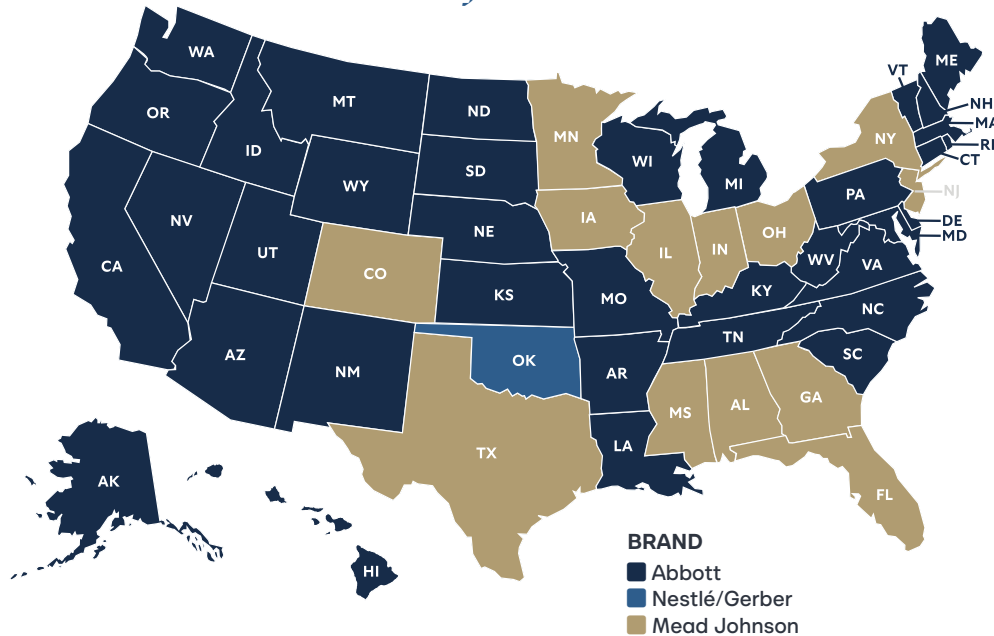 WA
ME
VT
MT
ND
OR
NH
MA
MN
NY
RI
ID
WI
CT
SD
MI
WY
NJ
PA
IA
NV
NE
DE
OH
MD
UT
IL
IN
CA
CO
WV
VA
KS
KY
MO
NC
TN
AZ
OK
SC
NM
AR
GA
AL
MS
LA
TX
AK
FL
HI
BRAND
Abbott
Nestlé/Gerber
Mead Johnson